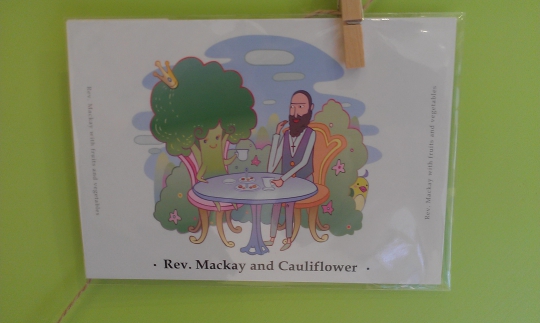 Rev. Mackay with fruits and vegetables
Rev. Mackay with fruits and vegetables
· Rev. Mackay and Cauliflower ·